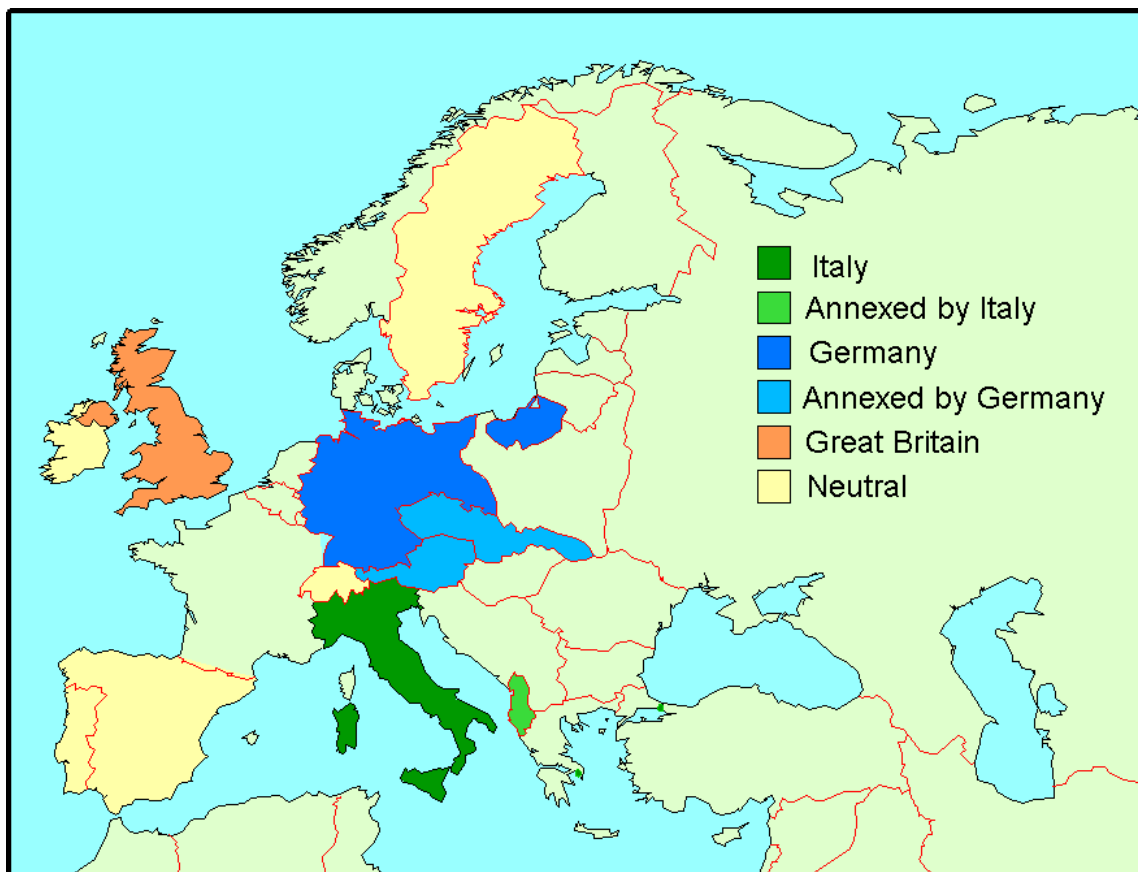 Italy
Annexed by Italy
Germany
Annexed by Germany
Great Britain
Neutral